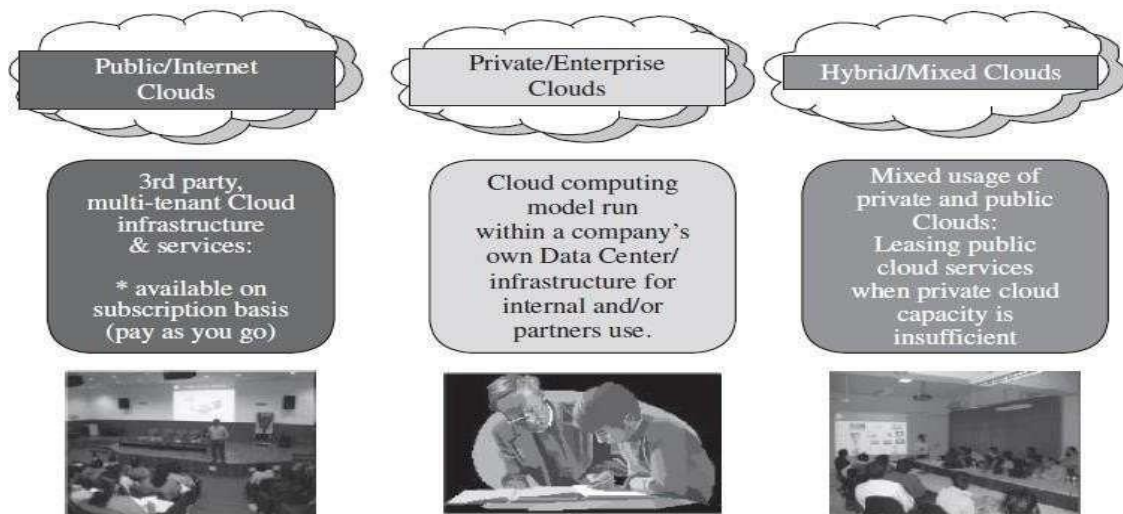 Public/Internet
Clouds
3rd party,
multi-tenant Cloud
infrastructure
& services:
* available on
subscription basis
(pay as you go)
Private/Enterprise
Clouds
Cloud computing
model run
within a company's
own Data Center/
infrastructure for
internal and/or
partners use.
Hybrid/Mixed Clouds
Mixed usage of
private and public
Clouds:
Leasing public
cloud services
when private cloud
capacity is
insufficient